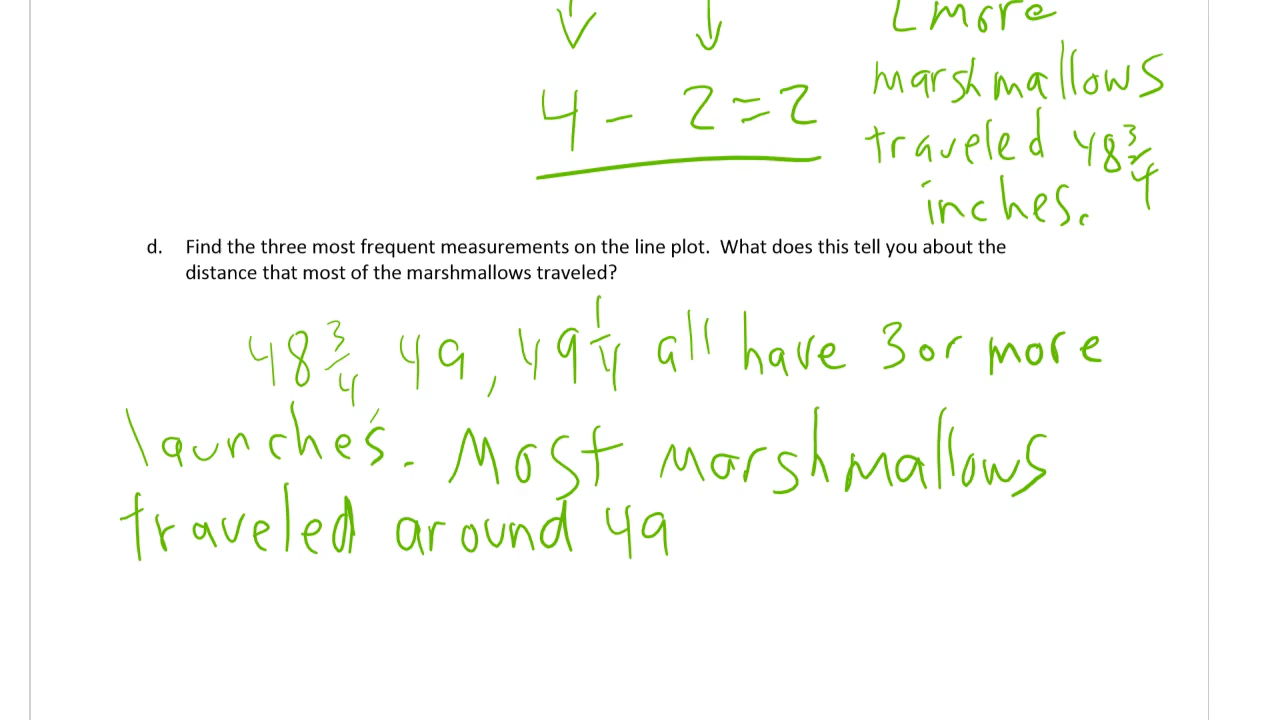 2 more
marshmallows
4 - 2 = 2
traveled 48 3/4
inches.
d. Find the three most frequent measurements on the line plot. What does this tell you about the
distance that most of the marshmallows traveled?
48 3/4 49, 49 1/4 all have 3 or more
launches. Most marshmallows
traveled around 49